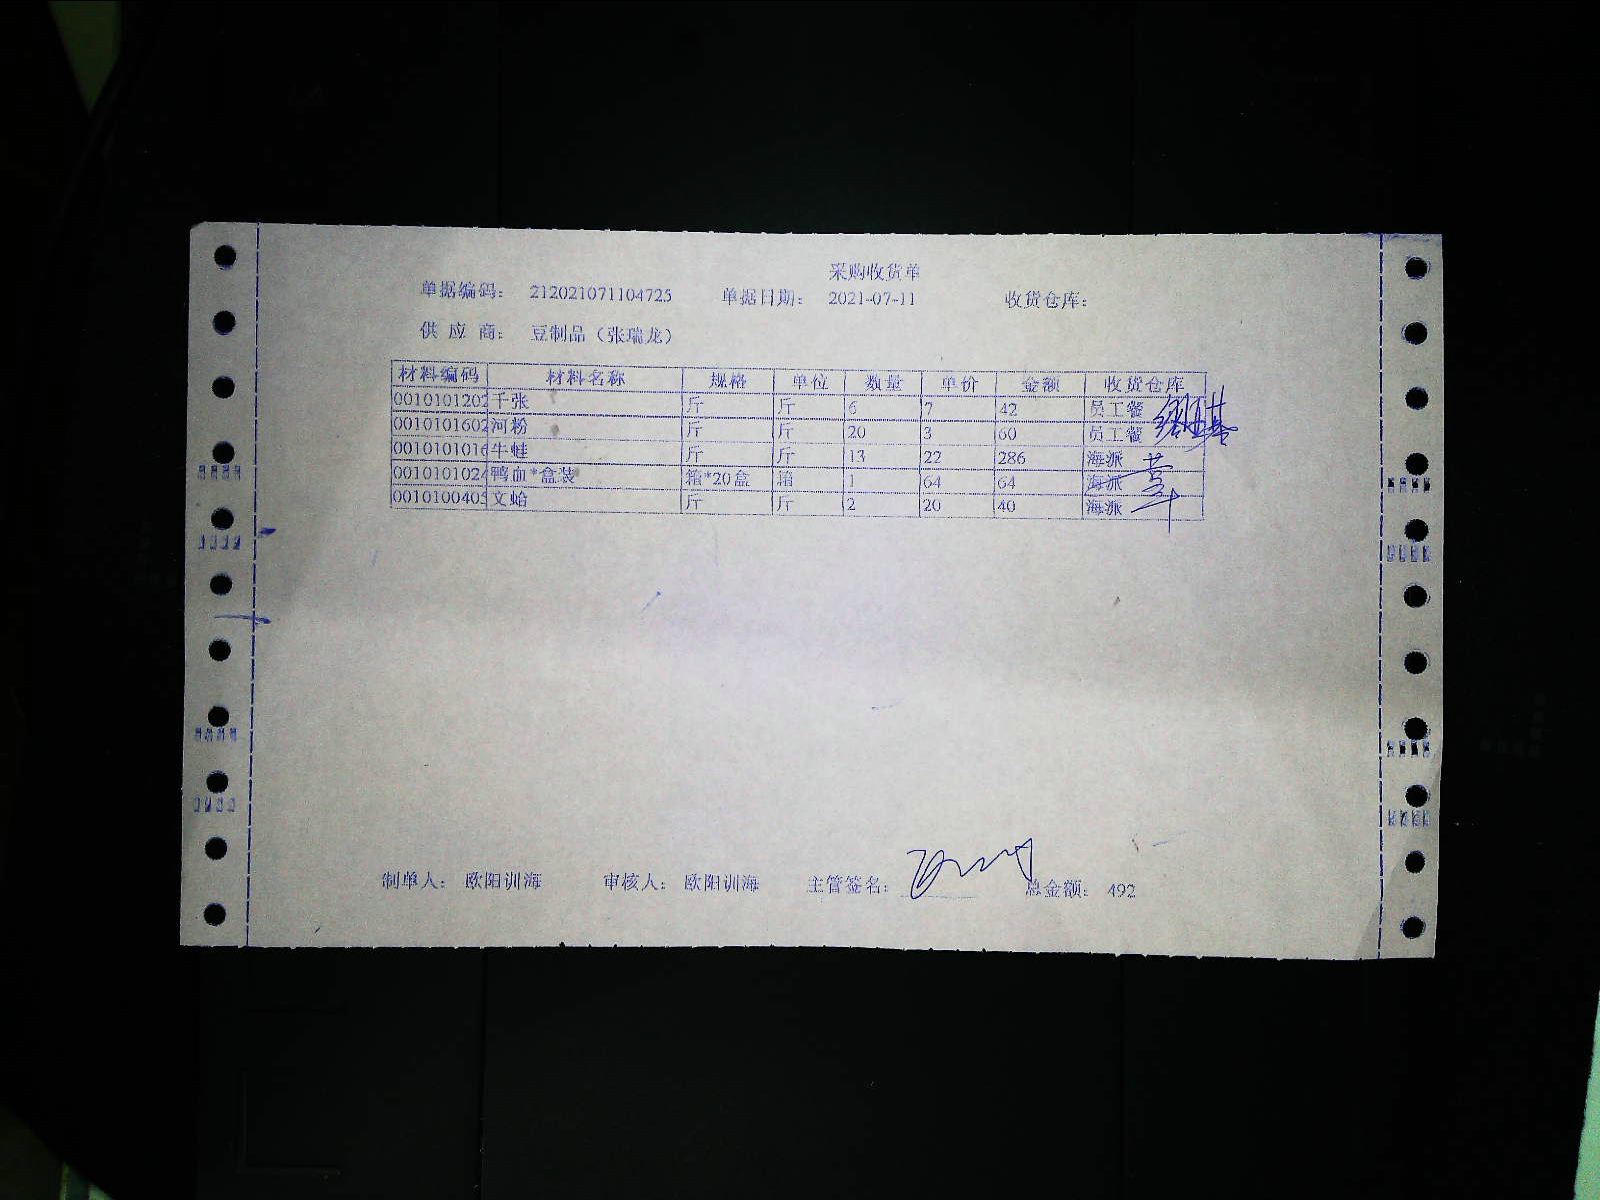 采购收货单
单据编码： 212021071104725 单据日期： 2021-07-11 收货仓库：
供 应 商： 豆制品（张瑞龙）
材料编码 材料名称 规格 单位 数量 单价 金额 收货仓库
0010101202 千张 斤 斤 6 7 42 员工餐
0010101602 河粉 斤 斤 20 3 60 员工餐
0010101016 牛蛙 斤 斤 13 22 286 海派
0010101024 鸭血*盒装 箱*20盒 箱 1 64 64 海派
0010100405 文蛤 斤 斤 2 20 40 海派
制单人： 欧阳训海 审核人： 欧阳训海 主管签名： 总金额： 492